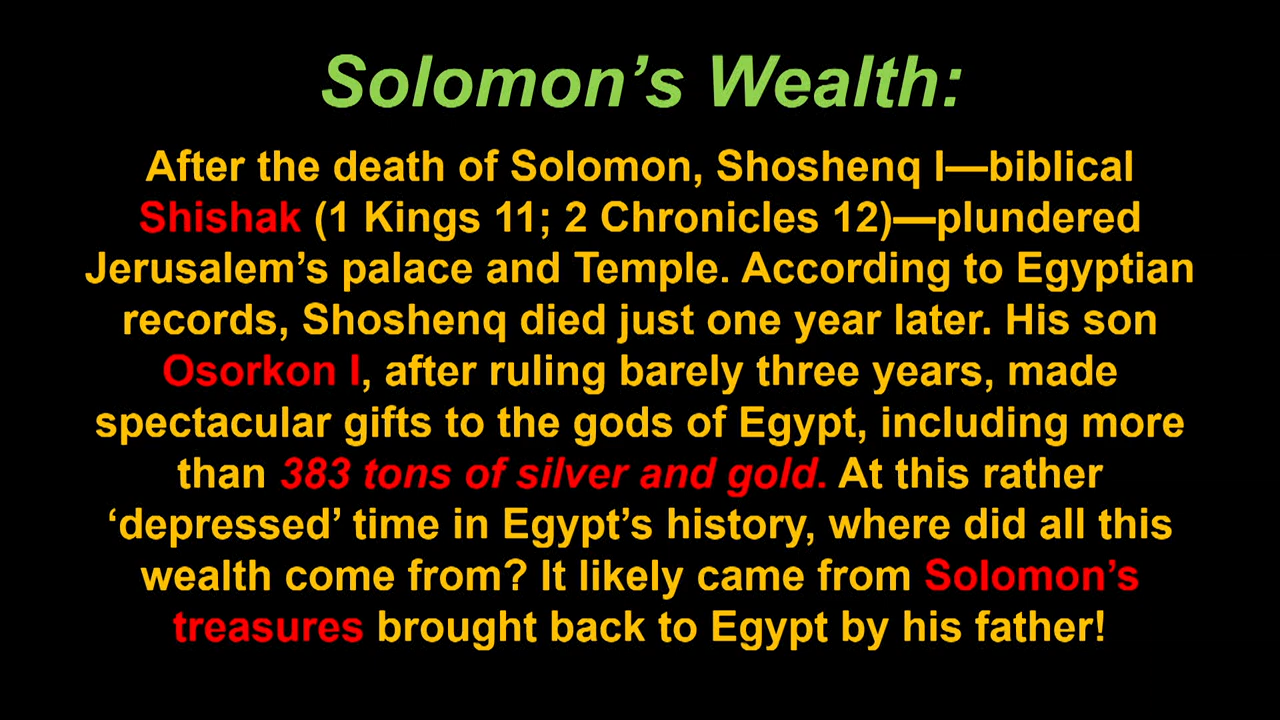 Solomon’s Wealth:
After the death of Solomon, Shoshenq I—biblical
Shishak (1 Kings 11; 2 Chronicles 12)—plundered
Jerusalem’s palace and Temple. According to Egyptian
records, Shoshenq died just one year later. His son
Osorkon I, after ruling barely three years, made
spectacular gifts to the gods of Egypt, including more
than 383 tons of silver and gold. At this rather
‘depressed’ time in Egypt’s history, where did all this
wealth come from? It likely came from Solomon’s
treasures brought back to Egypt by his father!